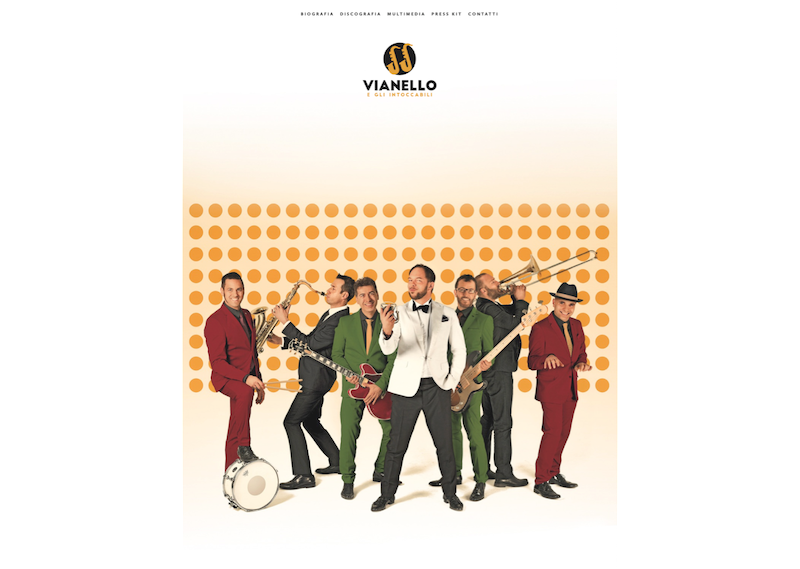 BIOGRAFIA DISCOGRAFIA MULTIMEDIA PRESS KIT CONTATTI
VIANELLO
E GLI INTOCCABILI